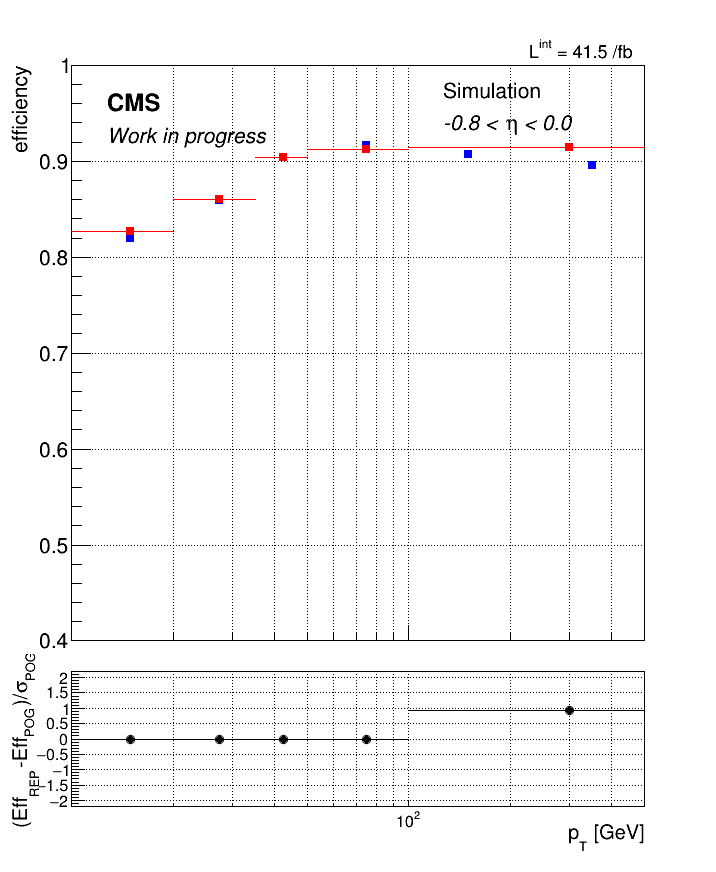 L^int = 41.5 /fb
efficiency
1
0.9
0.8
0.7
0.6
0.5
0.4
CMS
Work in progress
Simulation
-0.8 < η < 0.0
(Eff_REP -Eff_POG)/σ_POG
2
1.5
1
0.5
0
−0.5
−1
−1.5
−2
10^2
p_T [GeV]